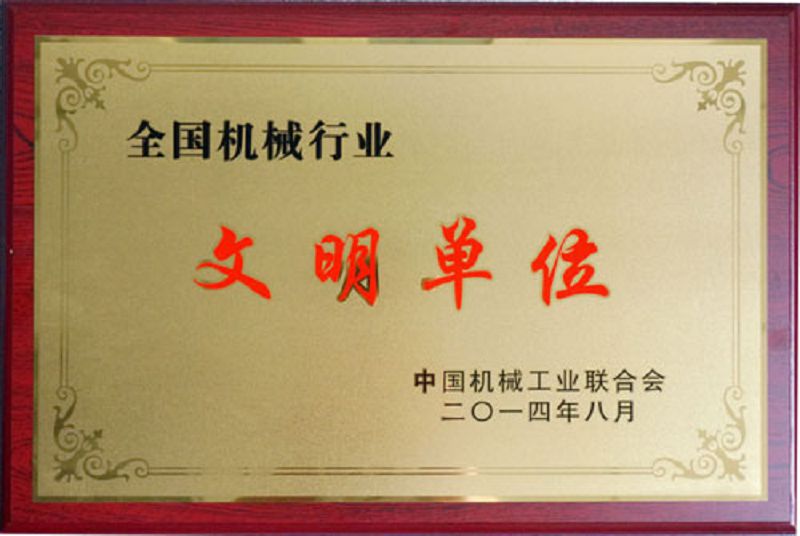 全国机械行业
文明单位
中国机械工业联合会
二〇一四年八月